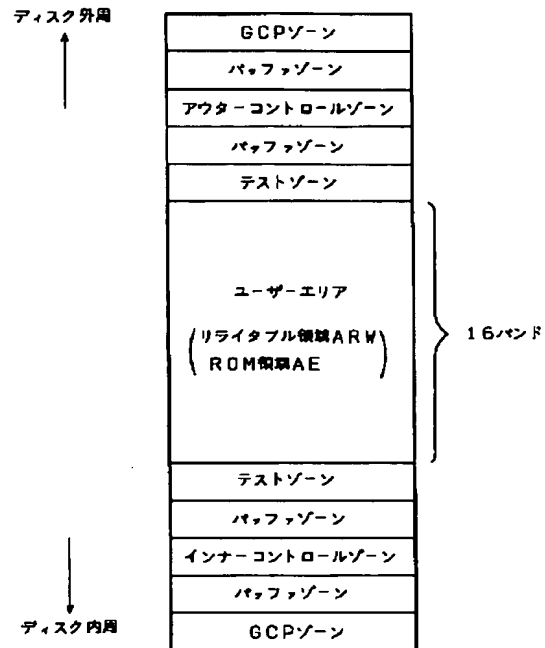 ディスク外周
GCPゾーン
バッファゾーン
アウターコントロールゾーン
バッファゾーン
テストゾーン
ユーザーエリア
(リライタブル領域ARW
ROM領域AE)
16バンド
テストゾーン
バッファゾーン
インナーコントロールゾーン
バッファゾーン
GCPゾーン
ディスク内周